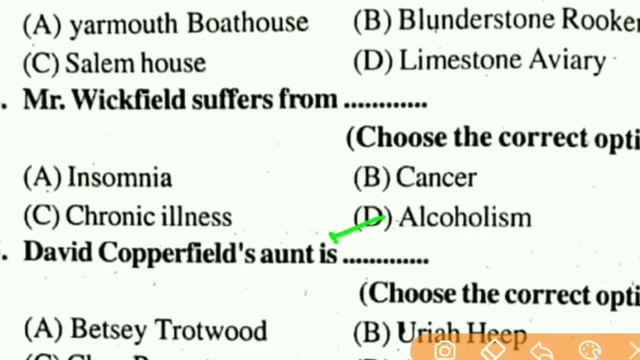 (A) yarmouth Boathouse (B) Blunderstone
(C) Salem house (D) Limestone Aviary
. Mr. Wickfield suffers from ............
(Choose the correct
(A) Insomnia (B) Cancer
(C) Chronic illness (D) Alcoholism
. David Copperfield's aunt is .............
(Choose the correct
(A) Betsey Trotwood (B) Uriah Heep